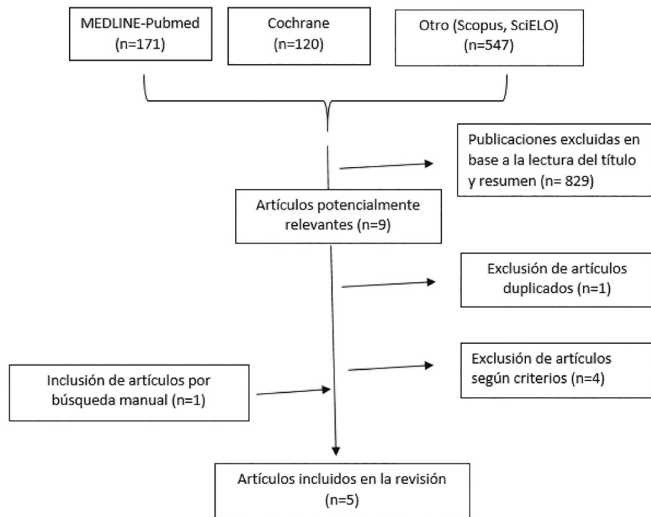 MEDLINE-Pubmed
(n=171)
Cochrane
(n=120)
Otro (Scopus, SciELO)
(n=547)
Publicaciones excluidas en
base a la lectura del título
y resumen (n= 829)
Artículos potencialmente
relevantes (n=9)
Exclusión de artículos
duplicados (n=1)
Exclusión de artículos
según criterios (n=4)
Inclusión de artículos por
búsqueda manual (n=1)
Artículos incluidos en la revisión
(n=5)